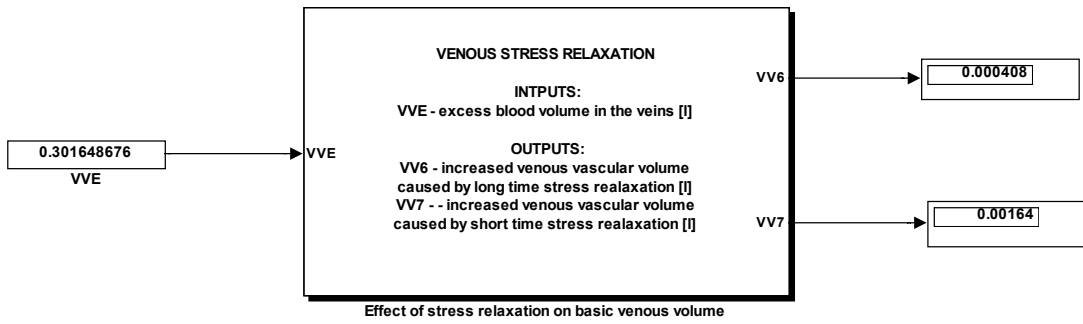 VENOUS STRESS RELAXATION
INTPUTS:
VVE - excess blood volume in the veins [l]
OUTPUTS:
VV6 - increased venous vascular volume
caused by long time stress realaxation [l]
VV7 - - increased venous vascular volume
caused by short time stress realaxation [l]
0.301648676
VVE
VVE
VV6
0.000408
VV7
0.00164
Effect of stress relaxation on basic venous volume